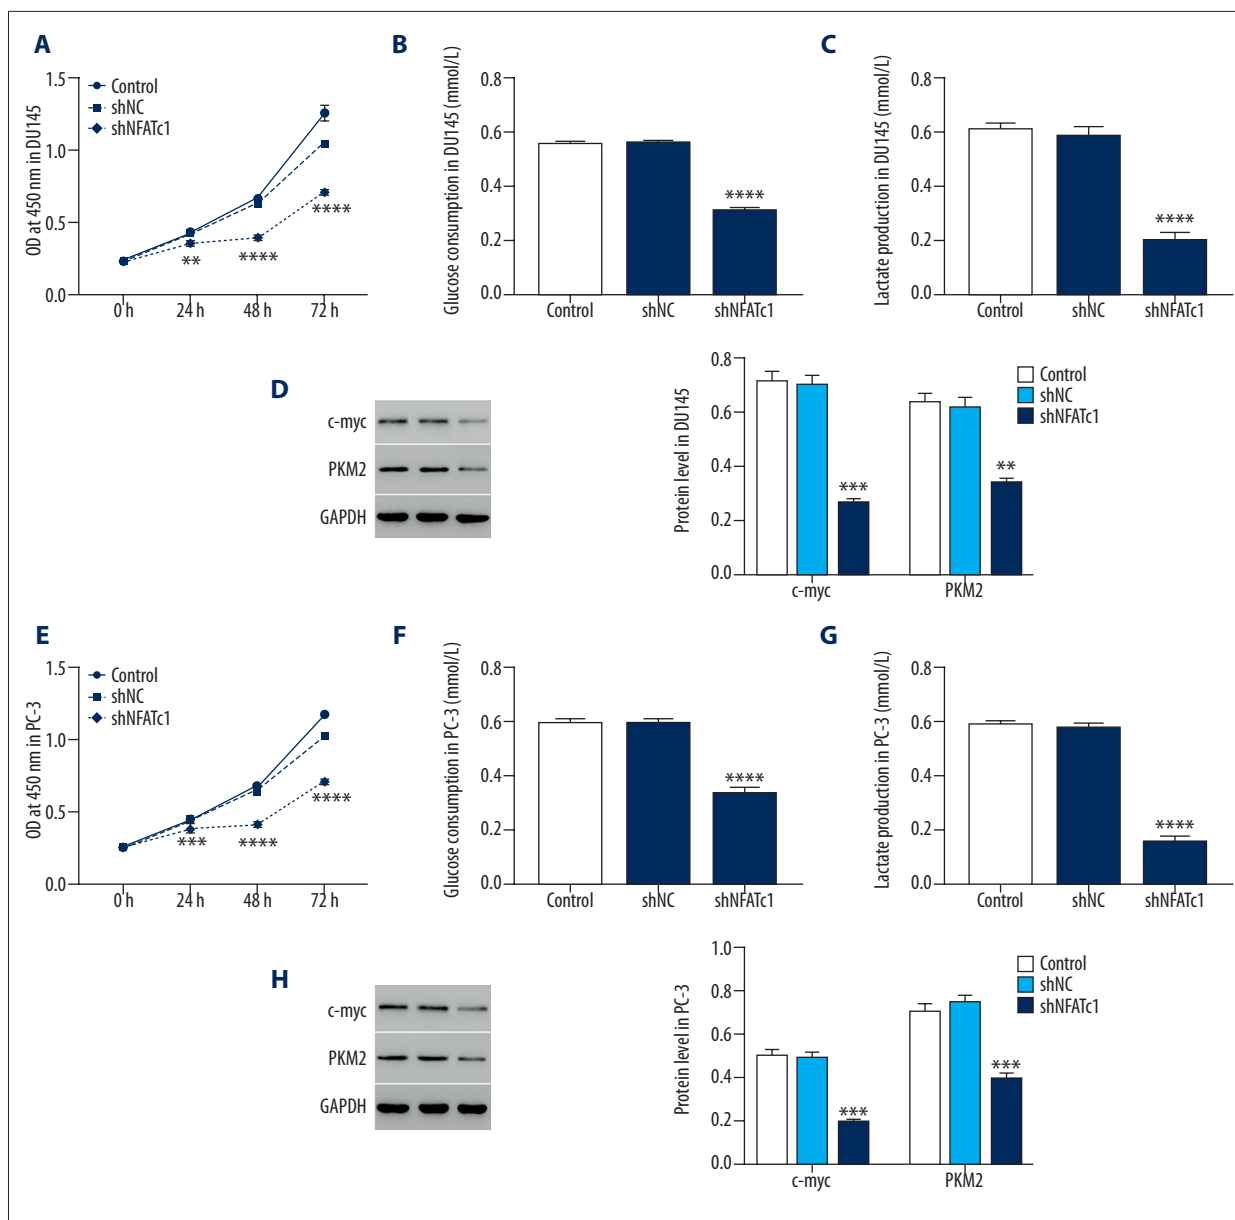 A
OD at 450 nm in DU145
1.5
1.0
0.5
0.0
Control
shNC
shNFATc1
**
****
****
0 h
24 h
48 h
72 h
B
Glucose consumption in DU145 (mmol/L)
0.8
0.6
0.4
0.2
0.0
****
Control
shNC
shNFATc1
C
Lactate production in DU145 (mmol/L)
0.8
0.6
0.4
0.2
0.0
****
Control
shNC
shNFATc1
D
c-myc
PKM2
GAPDH
Protein level in DU145
0.8
0.6
0.4
0.2
0.0
Control
shNC
shNFATc1
***
**
c-myc
PKM2
E
OD at 450 nm in PC-3
1.5
1.0
0.5
0.0
Control
shNC
shNFATc1
***
****
****
0 h
24 h
48 h
72 h
F
Glucose consumption in PC-3 (mmol/L)
0.8
0.6
0.4
0.2
0.0
****
Control
shNC
shNFATc1
G
Lactate production in PC-3 (mmol/L)
0.8
0.6
0.4
0.2
0.0
****
Control
shNC
shNFATc1
H
c-myc
PKM2
GAPDH
Protein level in PC-3
1.0
0.8
0.6
0.4
0.2
0.0
Control
shNC
shNFATc1
***
***
c-myc
PKM2